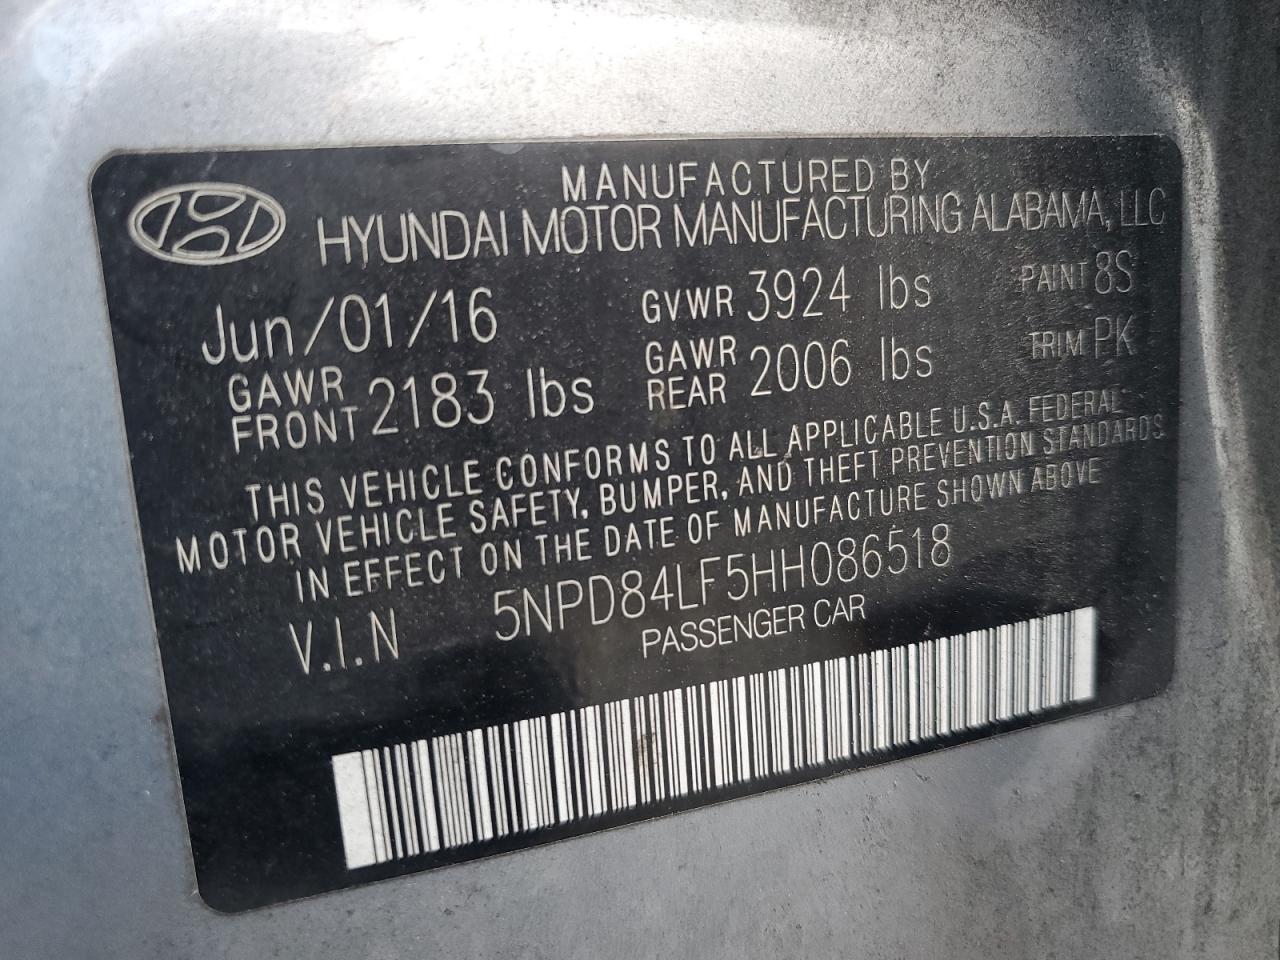 MANUFACTURED BY
HYUNDAI MOTOR MANUFACTURING ALABAMA, LLC
Jun/01/16 GVWR 3924 lbs PAINT 8S
GAWR FRONT 2183 lbs GAWR REAR 2006 lbs TRIM PK
THIS VEHICLE CONFORMS TO ALL APPLICABLE U.S.A. FEDERAL
MOTOR VEHICLE SAFETY, BUMPER, AND THEFT PREVENTION STANDARDS
IN EFFECT ON THE DATE OF MANUFACTURE SHOWN ABOVE
V.I.N 5NPD84LF5HH086518
PASSENGER CAR